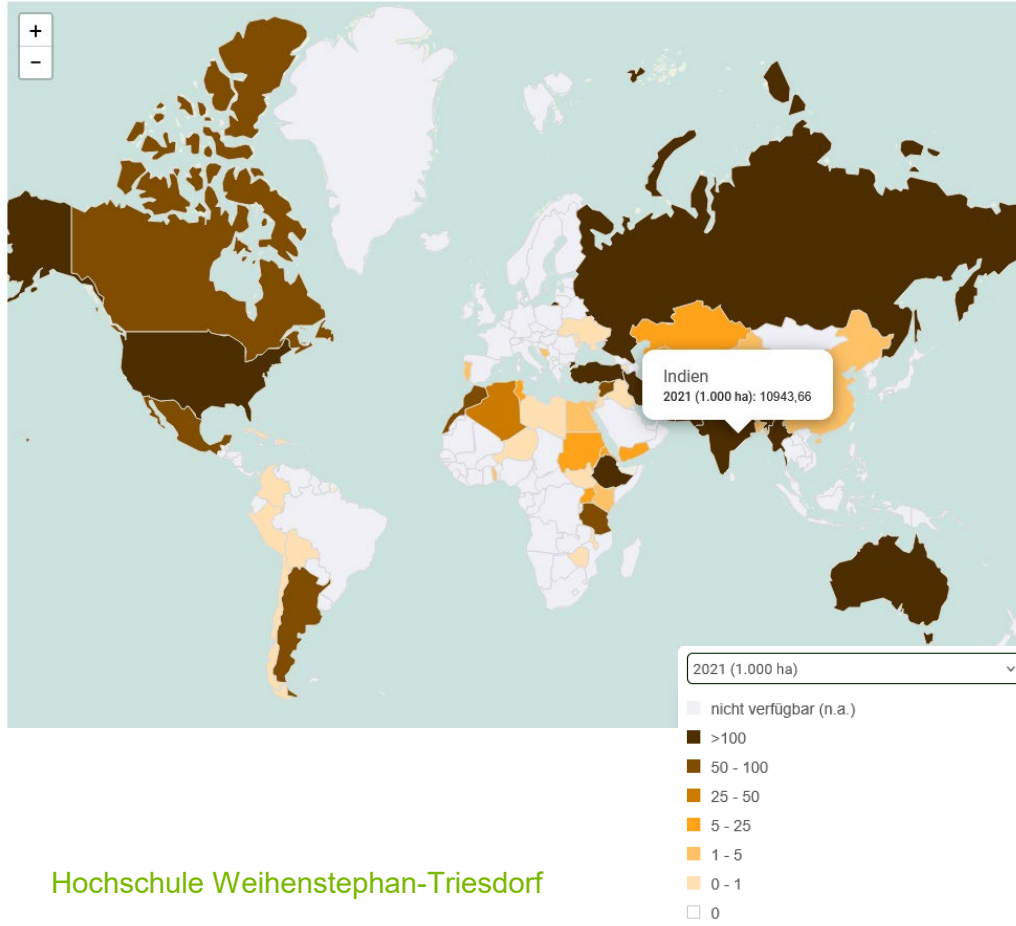 +
−
Indien
2021 (1.000 ha): 10943,66
2021 (1.000 ha)
nicht verfügbar (n.a.)
>100
50 - 100
25 - 50
5 - 25
1 - 5
0 - 1
0
Hochschule Weihenstephan-Triesdorf